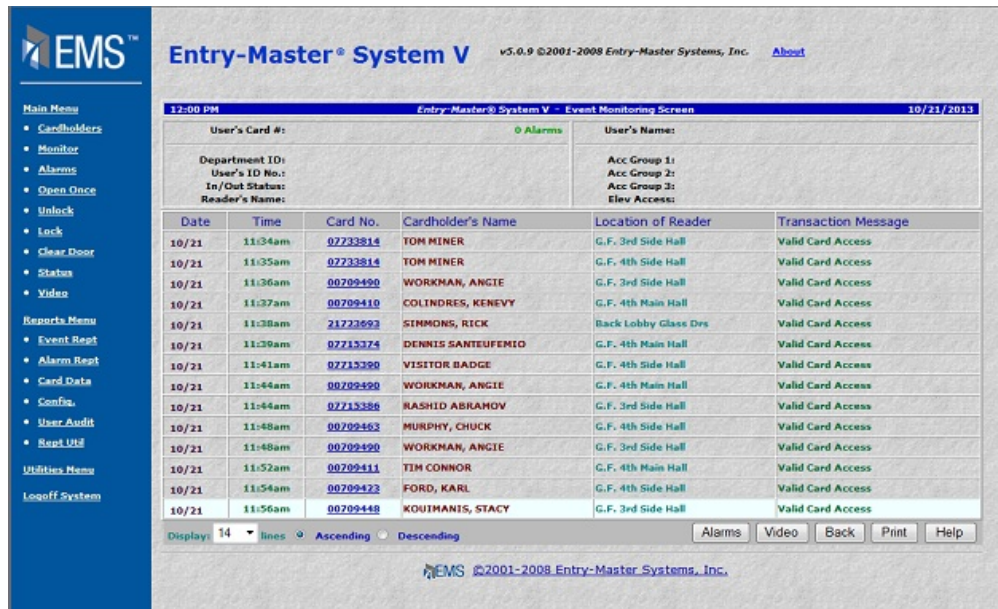 EMS™
Entry-Master® System V
v5.0.9 ©2001-2008 Entry-Master Systems, Inc.
About
Main Menu
Cardholders
Monitor
Alarms
Open Once
Unlock
Lock
Clear Door
Status
Video
Reports Menu
Event Rept
Alarm Rept
Card Data
Config.
User Audit
Rept Util
Utilities Menu
Logoff System
12:00 PM Entry-Master® System V - Event Monitoring Screen 10/21/2013
User's Card #: 0 Alarms User's Name:
Department ID: Acc Group 1:
User's ID No.: Acc Group 2:
In/Out Status: Acc Group 3:
Reader's Name: Elev Access:
Date Time Card No. Cardholder's Name Location of Reader Transaction Message
10/21 11:34am 07733814 TOM MINER G.F. 3rd Side Hall Valid Card Access
10/21 11:35am 07733814 TOM MINER G.F. 4th Side Hall Valid Card Access
10/21 11:36am 00709490 WORKMAN, ANGIE G.F. 3rd Side Hall Valid Card Access
10/21 11:37am 00709410 COLINDRES, KENEVY G.F. 4th Main Hall Valid Card Access
10/21 11:38am 21723693 SIMMONS, RICK Back Lobby Glass Drs Valid Card Access
10/21 11:39am 07715374 DENNIS SANTEUFEMIO G.F. 4th Main Hall Valid Card Access
10/21 11:41am 07715390 VISITOR BADGE G.F. 4th Main Hall Valid Card Access
10/21 11:44am 00709490 WORKMAN, ANGIE G.F. 4th Main Hall Valid Card Access
10/21 11:44am 07715386 RASHID ABRAMOV G.F. 3rd Side Hall Valid Card Access
10/21 11:48am 00709463 MURPHY, CHUCK G.F. 4th Side Hall Valid Card Access
10/21 11:48am 00709490 WORKMAN, ANGIE G.F. 3rd Side Hall Valid Card Access
10/21 11:52am 00709411 TIM CONNOR G.F. 4th Main Hall Valid Card Access
10/21 11:54am 00709423 FORD, KARL G.F. 4th Side Hall Valid Card Access
10/21 11:56am 00709448 KOUIMANIS, STACY G.F. 3rd Side Hall Valid Card Access
Display: 14 lines Ascending Descending Alarms Video Back Print Help
EMS ©2001-2008 Entry-Master Systems, Inc.